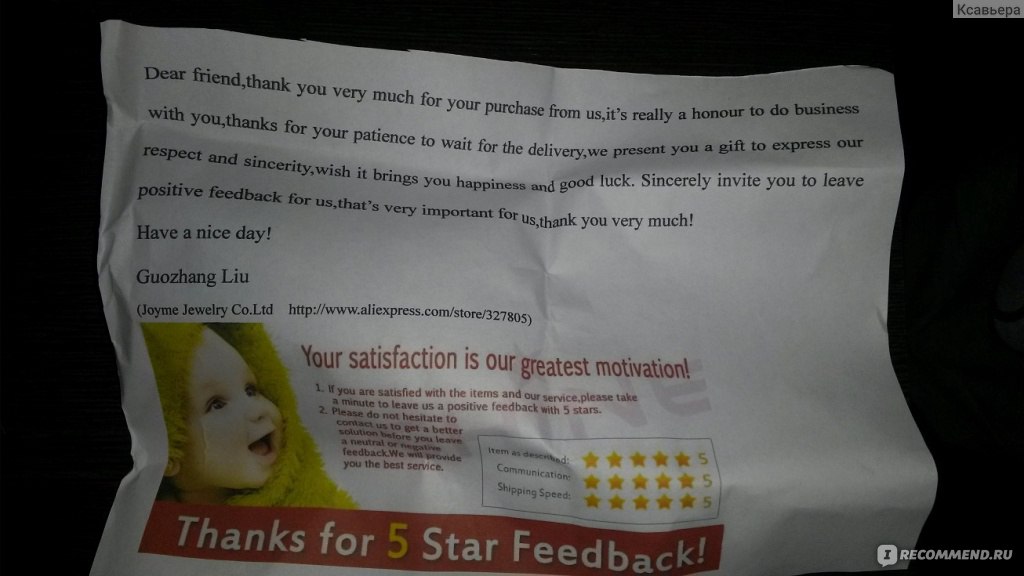 Ксавьера
Dear friend,thank you very much for your purchase from us,it's really a honour to do business
with you,thanks for your patience to wait for the delivery,we present you a gift to express our
respect and sincerity,wish it brings you happiness and good luck. Sincerely invite you to leave
positive feedback for us,that's very important for us,thank you very much!
Have a nice day!
Guozhang Liu
(Joyme Jewelry Co.Ltd http://www.aliexpress.com/store/327805)
Your satisfaction is our greatest motivation!
1. If you are satisfied with the items and our service,please take
a minute to leave us a positive feedback with 5 stars.
2. Please do not hesitate to
contact us to get a better
solution before you leave
a neutral or negative
feedback.We will provide
you the best service.
Item as described: 5
Communication: 5
Shipping Speed: 5
Thanks for 5 Star Feedback!
IRECOMMEND.RU